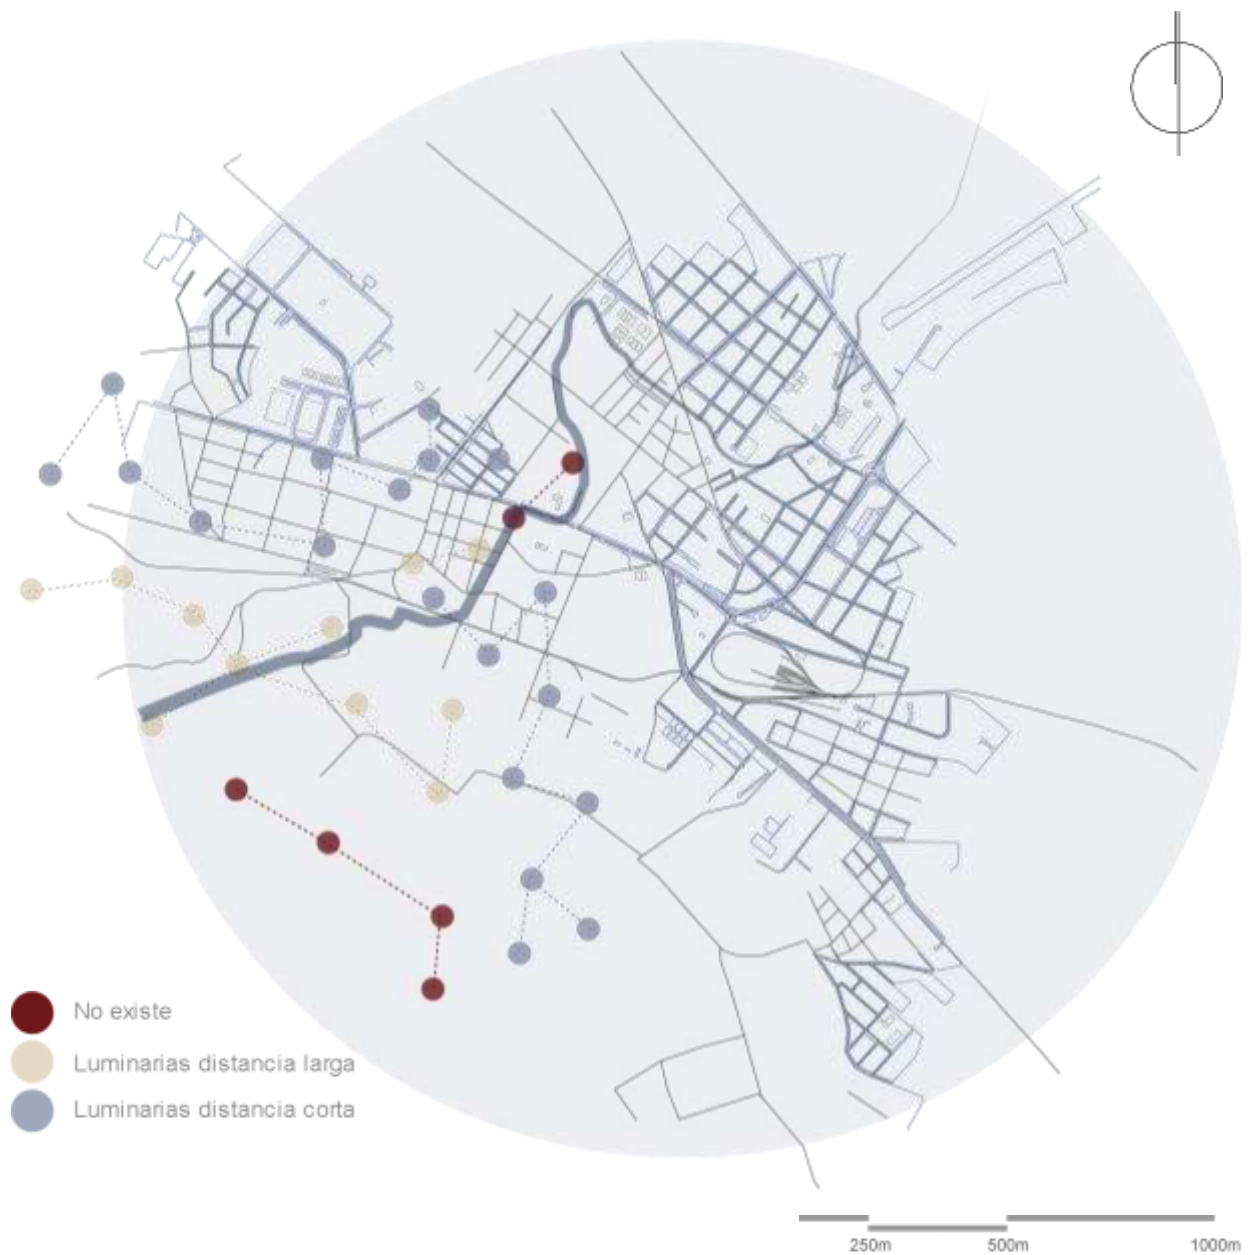 No existe
Luminarias distancia larga
Luminarias distancia corta
250m 500m 1000m